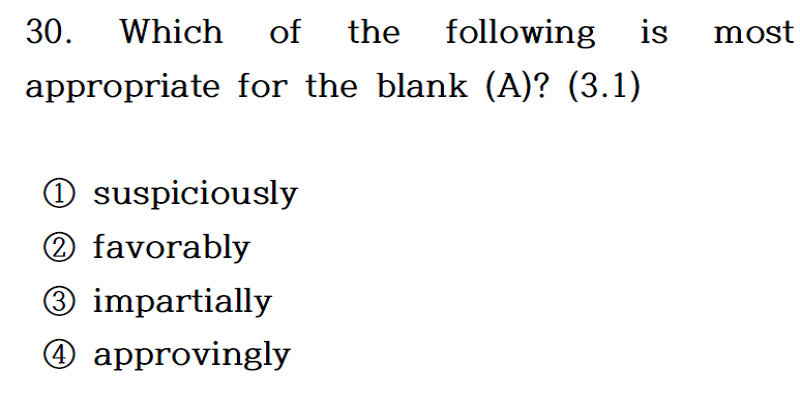 30. Which of the following is most
appropriate for the blank (A)? (3.1)
① suspiciously
② favorably
③ impartially
④ approvingly